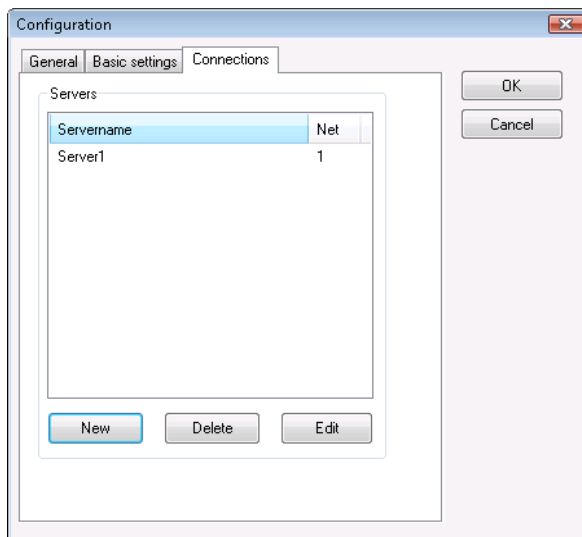 Configuration
General Basic settings Connections
OK
Servers
Cancel
Servername Net
Server1 1
New Delete Edit